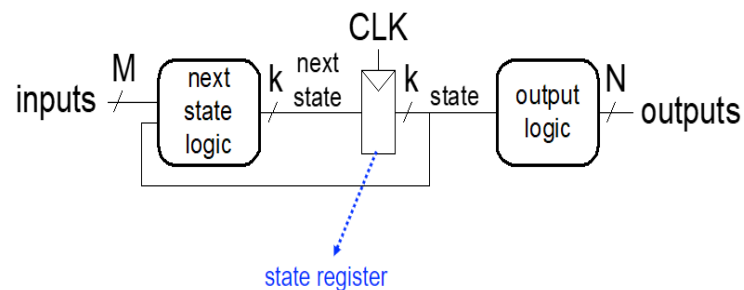 CLK
inputs
M
next
state
logic
k
next
state
k
state
output
logic
N
outputs
state register